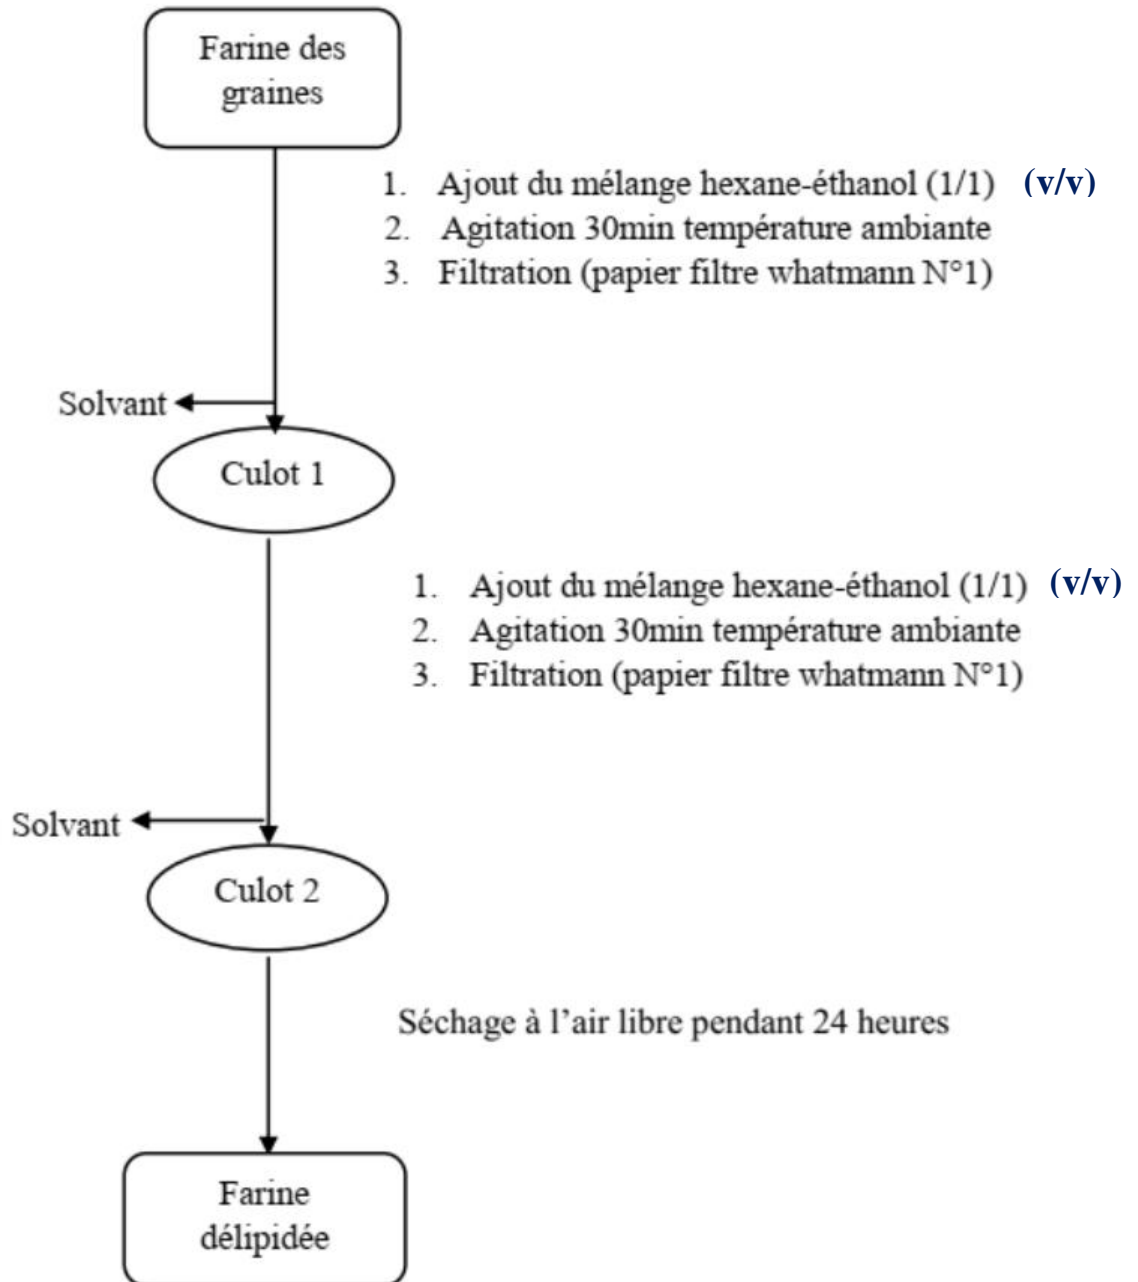 Farine des
graines
1. Ajout du mélange hexane-éthanol (1/1) (v/v)
2. Agitation 30min température ambiante
3. Filtration (papier filtre whatmann N°1)
Solvant
Culot 1
1. Ajout du mélange hexane-éthanol (1/1) (v/v)
2. Agitation 30min température ambiante
3. Filtration (papier filtre whatmann N°1)
Solvant
Culot 2
Séchage à l'air libre pendant 24 heures
Farine
délipidée